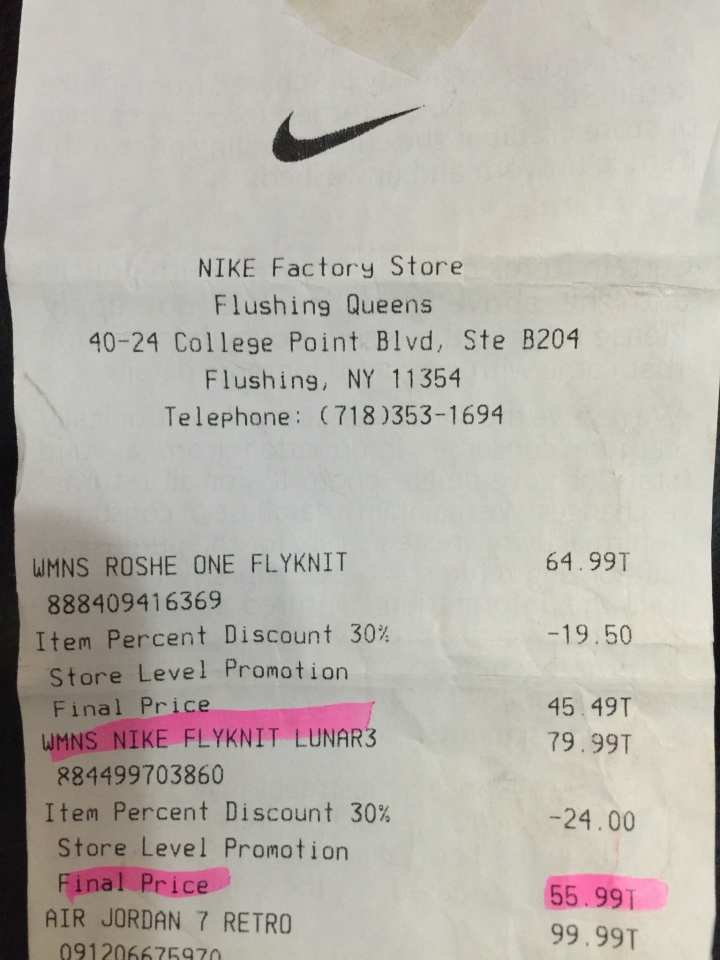 NIKE Factory Store
Flushing Queens
40-24 College Point Blvd, Ste B204
Flushing, NY 11354
Telephone: (718)353-1694
WMNS ROSHE ONE FLYKNIT 64.99T
888409416369
Item Percent Discount 30% -19.50
Store Level Promotion
Final Price 45.49T
WMNS NIKE FLYKNIT LUNAR3 79.99T
884499703860
Item Percent Discount 30% -24.00
Store Level Promotion
Final Price 55.99T
AIR JORDAN 7 RETRO 99.99T
091206675970